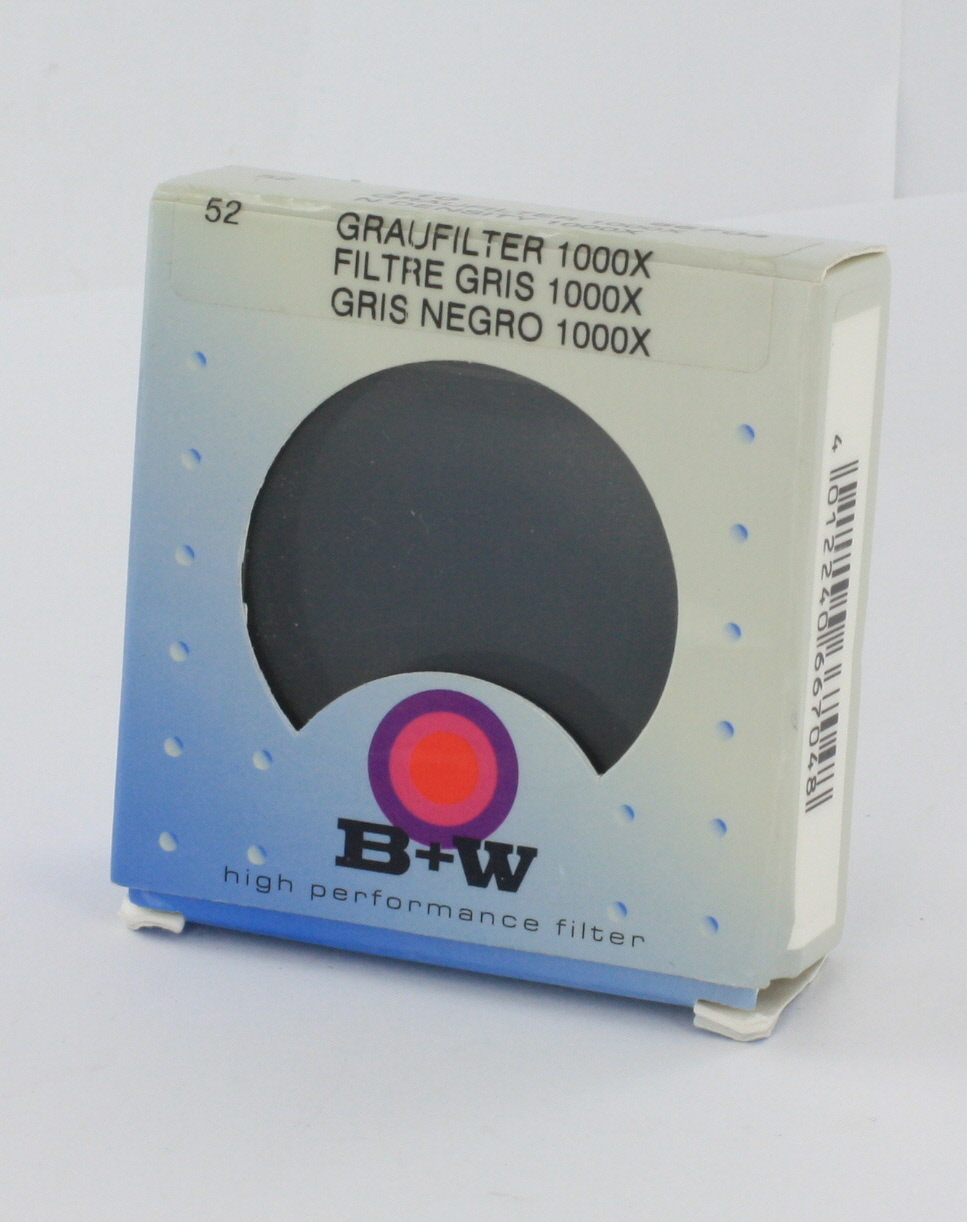 52
GRAUFILTER 1000X
FILTRE GRIS 1000X
GRIS NEGRO 1000X
B+W
high performance filter
4 012240 667048